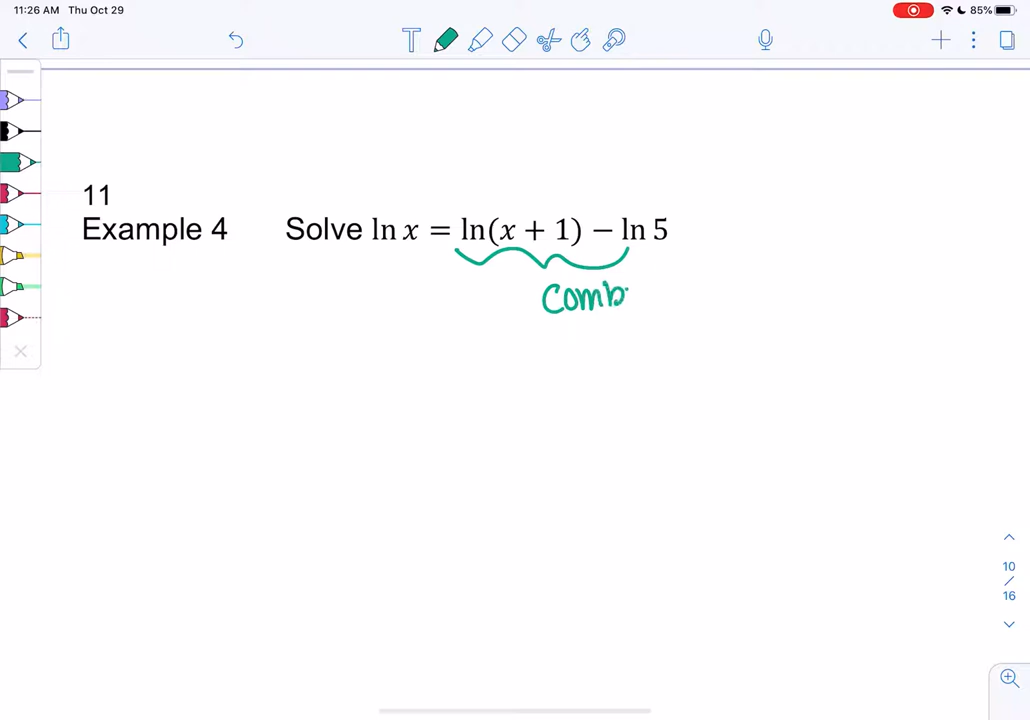 11:26 AM Thu Oct 29
85%
T
11
Example 4 Solve ln x = ln(x + 1) − ln 5
Comb
10
/
16